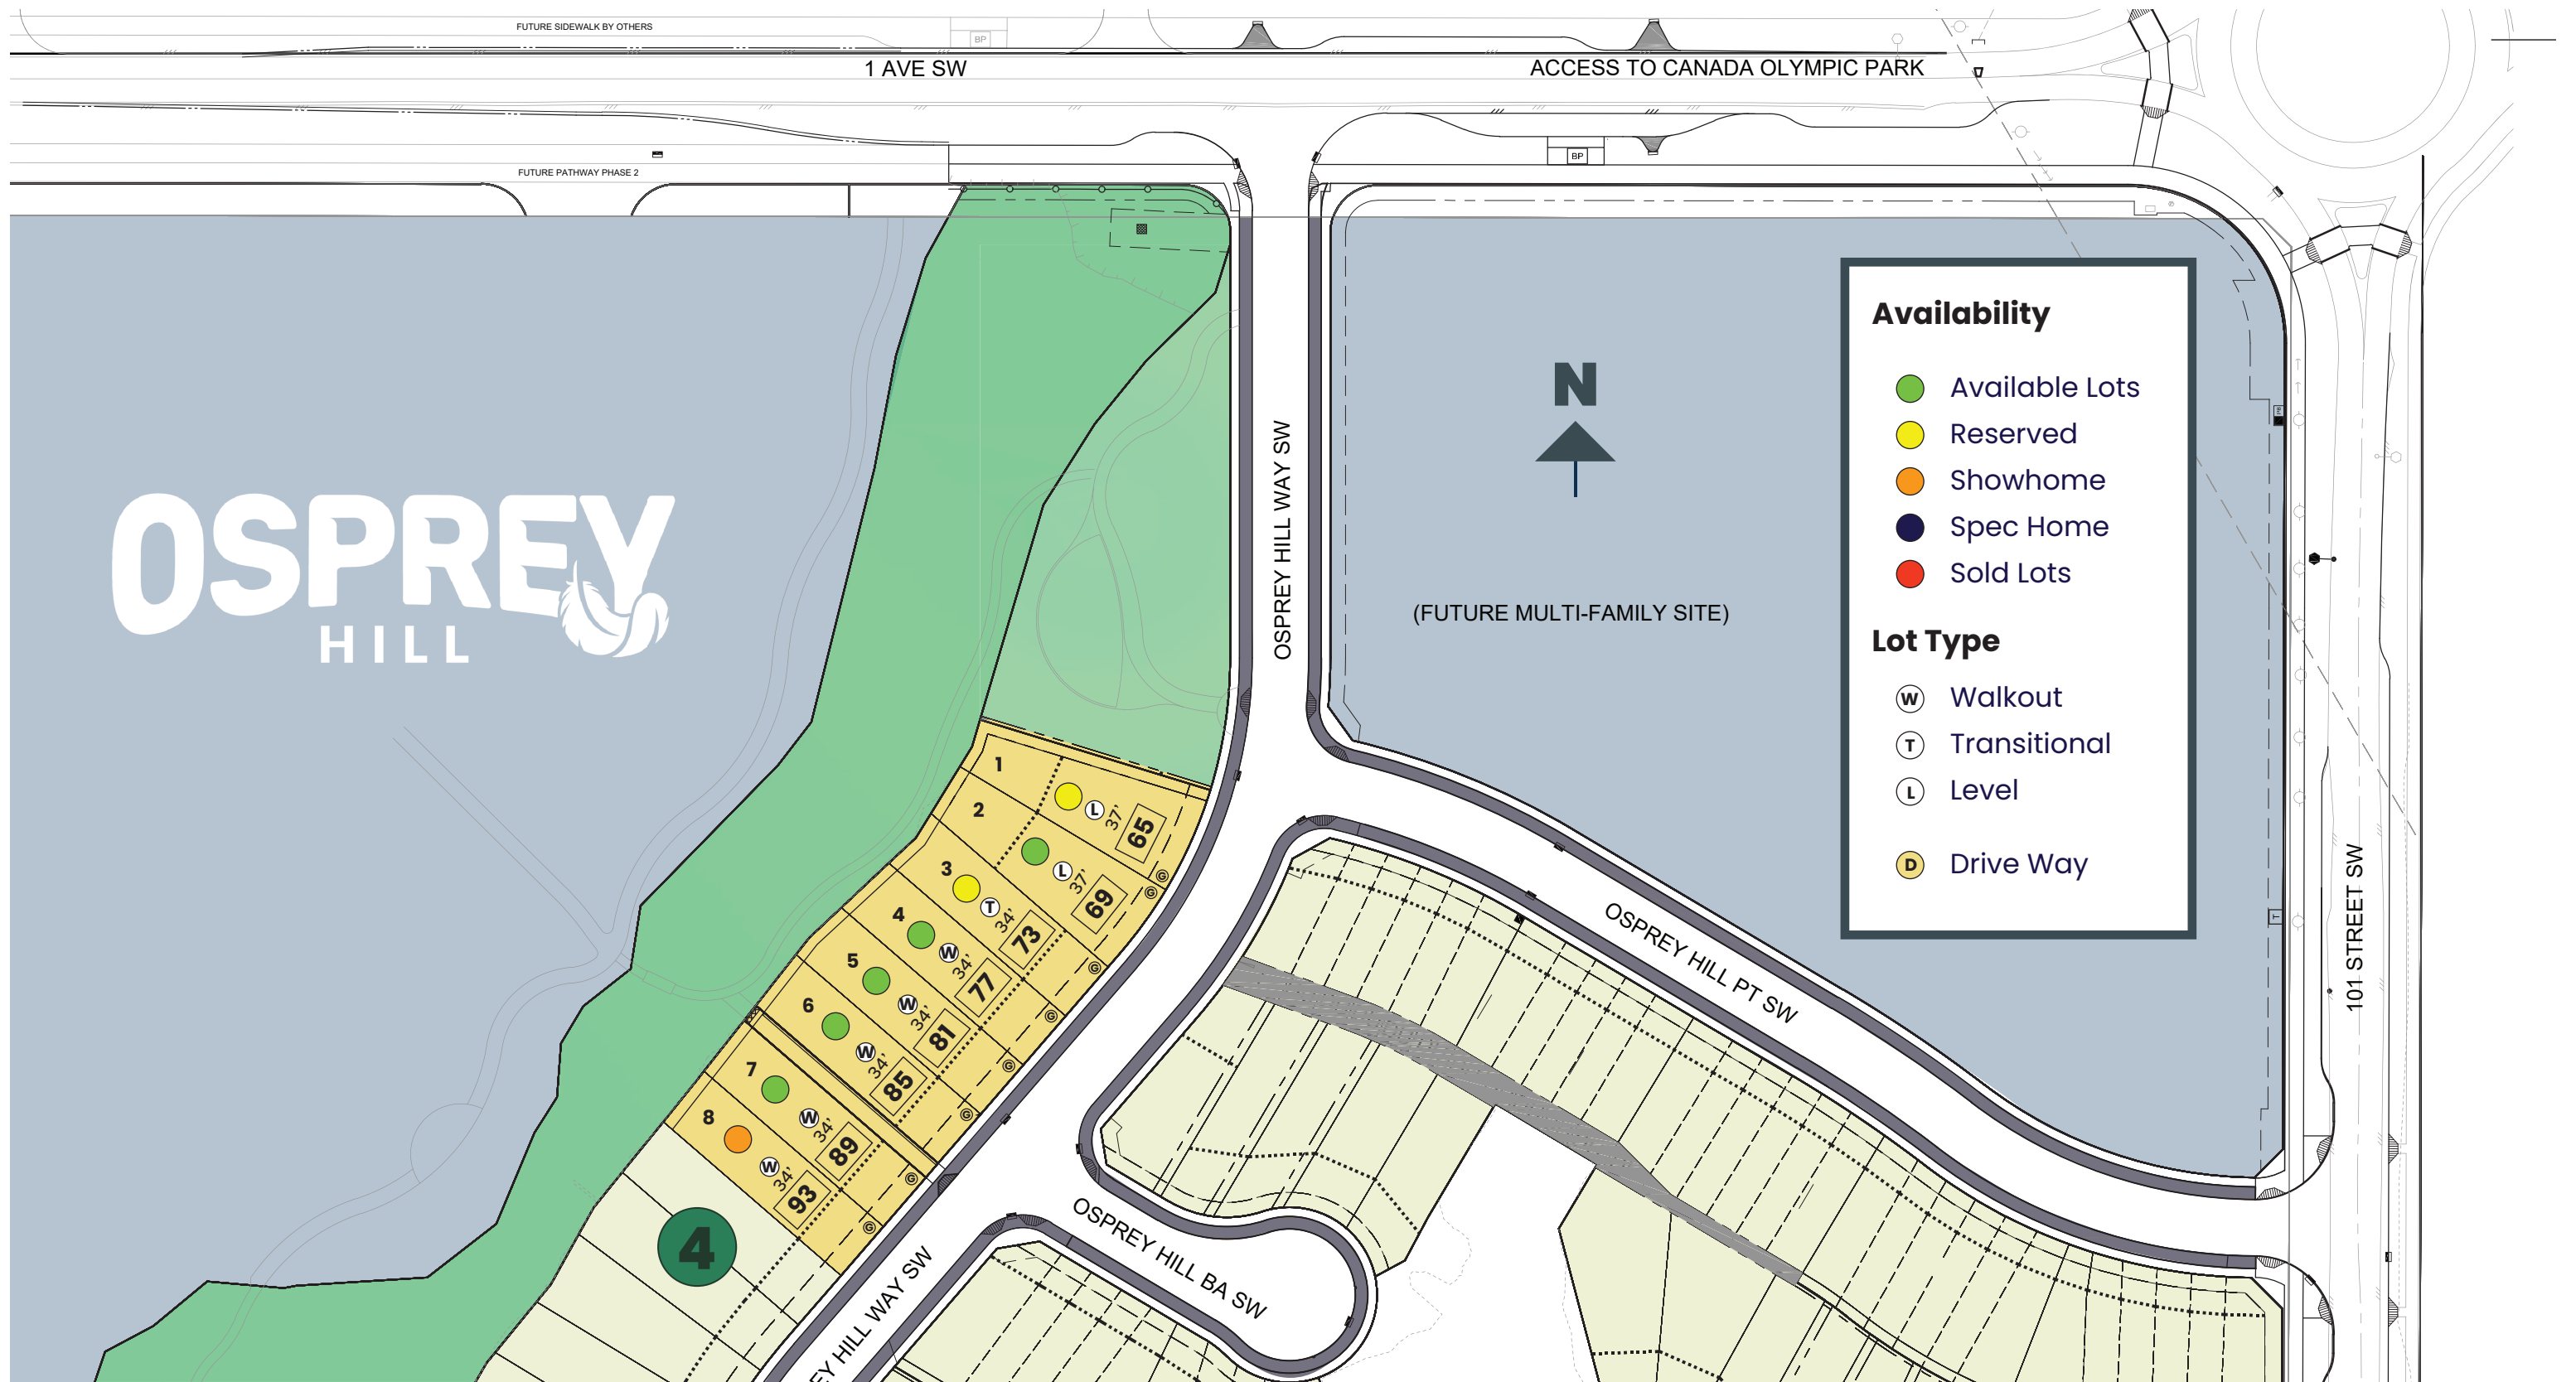 FUTURE SIDEWALK BY OTHERS
BP
1 AVE SW
ACCESS TO CANADA OLYMPIC PARK
BP
FUTURE PATHWAY PHASE 2
OSPREY
HILL
OSPREY HILL WAY SW
N
(FUTURE MULTI-FAMILY SITE)
Availability
Available Lots
Reserved
Showhome
Spec Home
Sold Lots
Lot Type
W Walkout
T Transitional
L Level
D Drive Way
101 STREET SW
T
OSPREY HILL PT SW
1 L 37' 65 G
2 L 37' 69 G
3 T 34' 73 G
4 W 34' 77 G
5 W 34' 81 G
6 W 34' 85 G
7 W 34' 89 G
8 W 34' 93 G
4
OSPREY HILL BA SW
EY HILL WAY SW